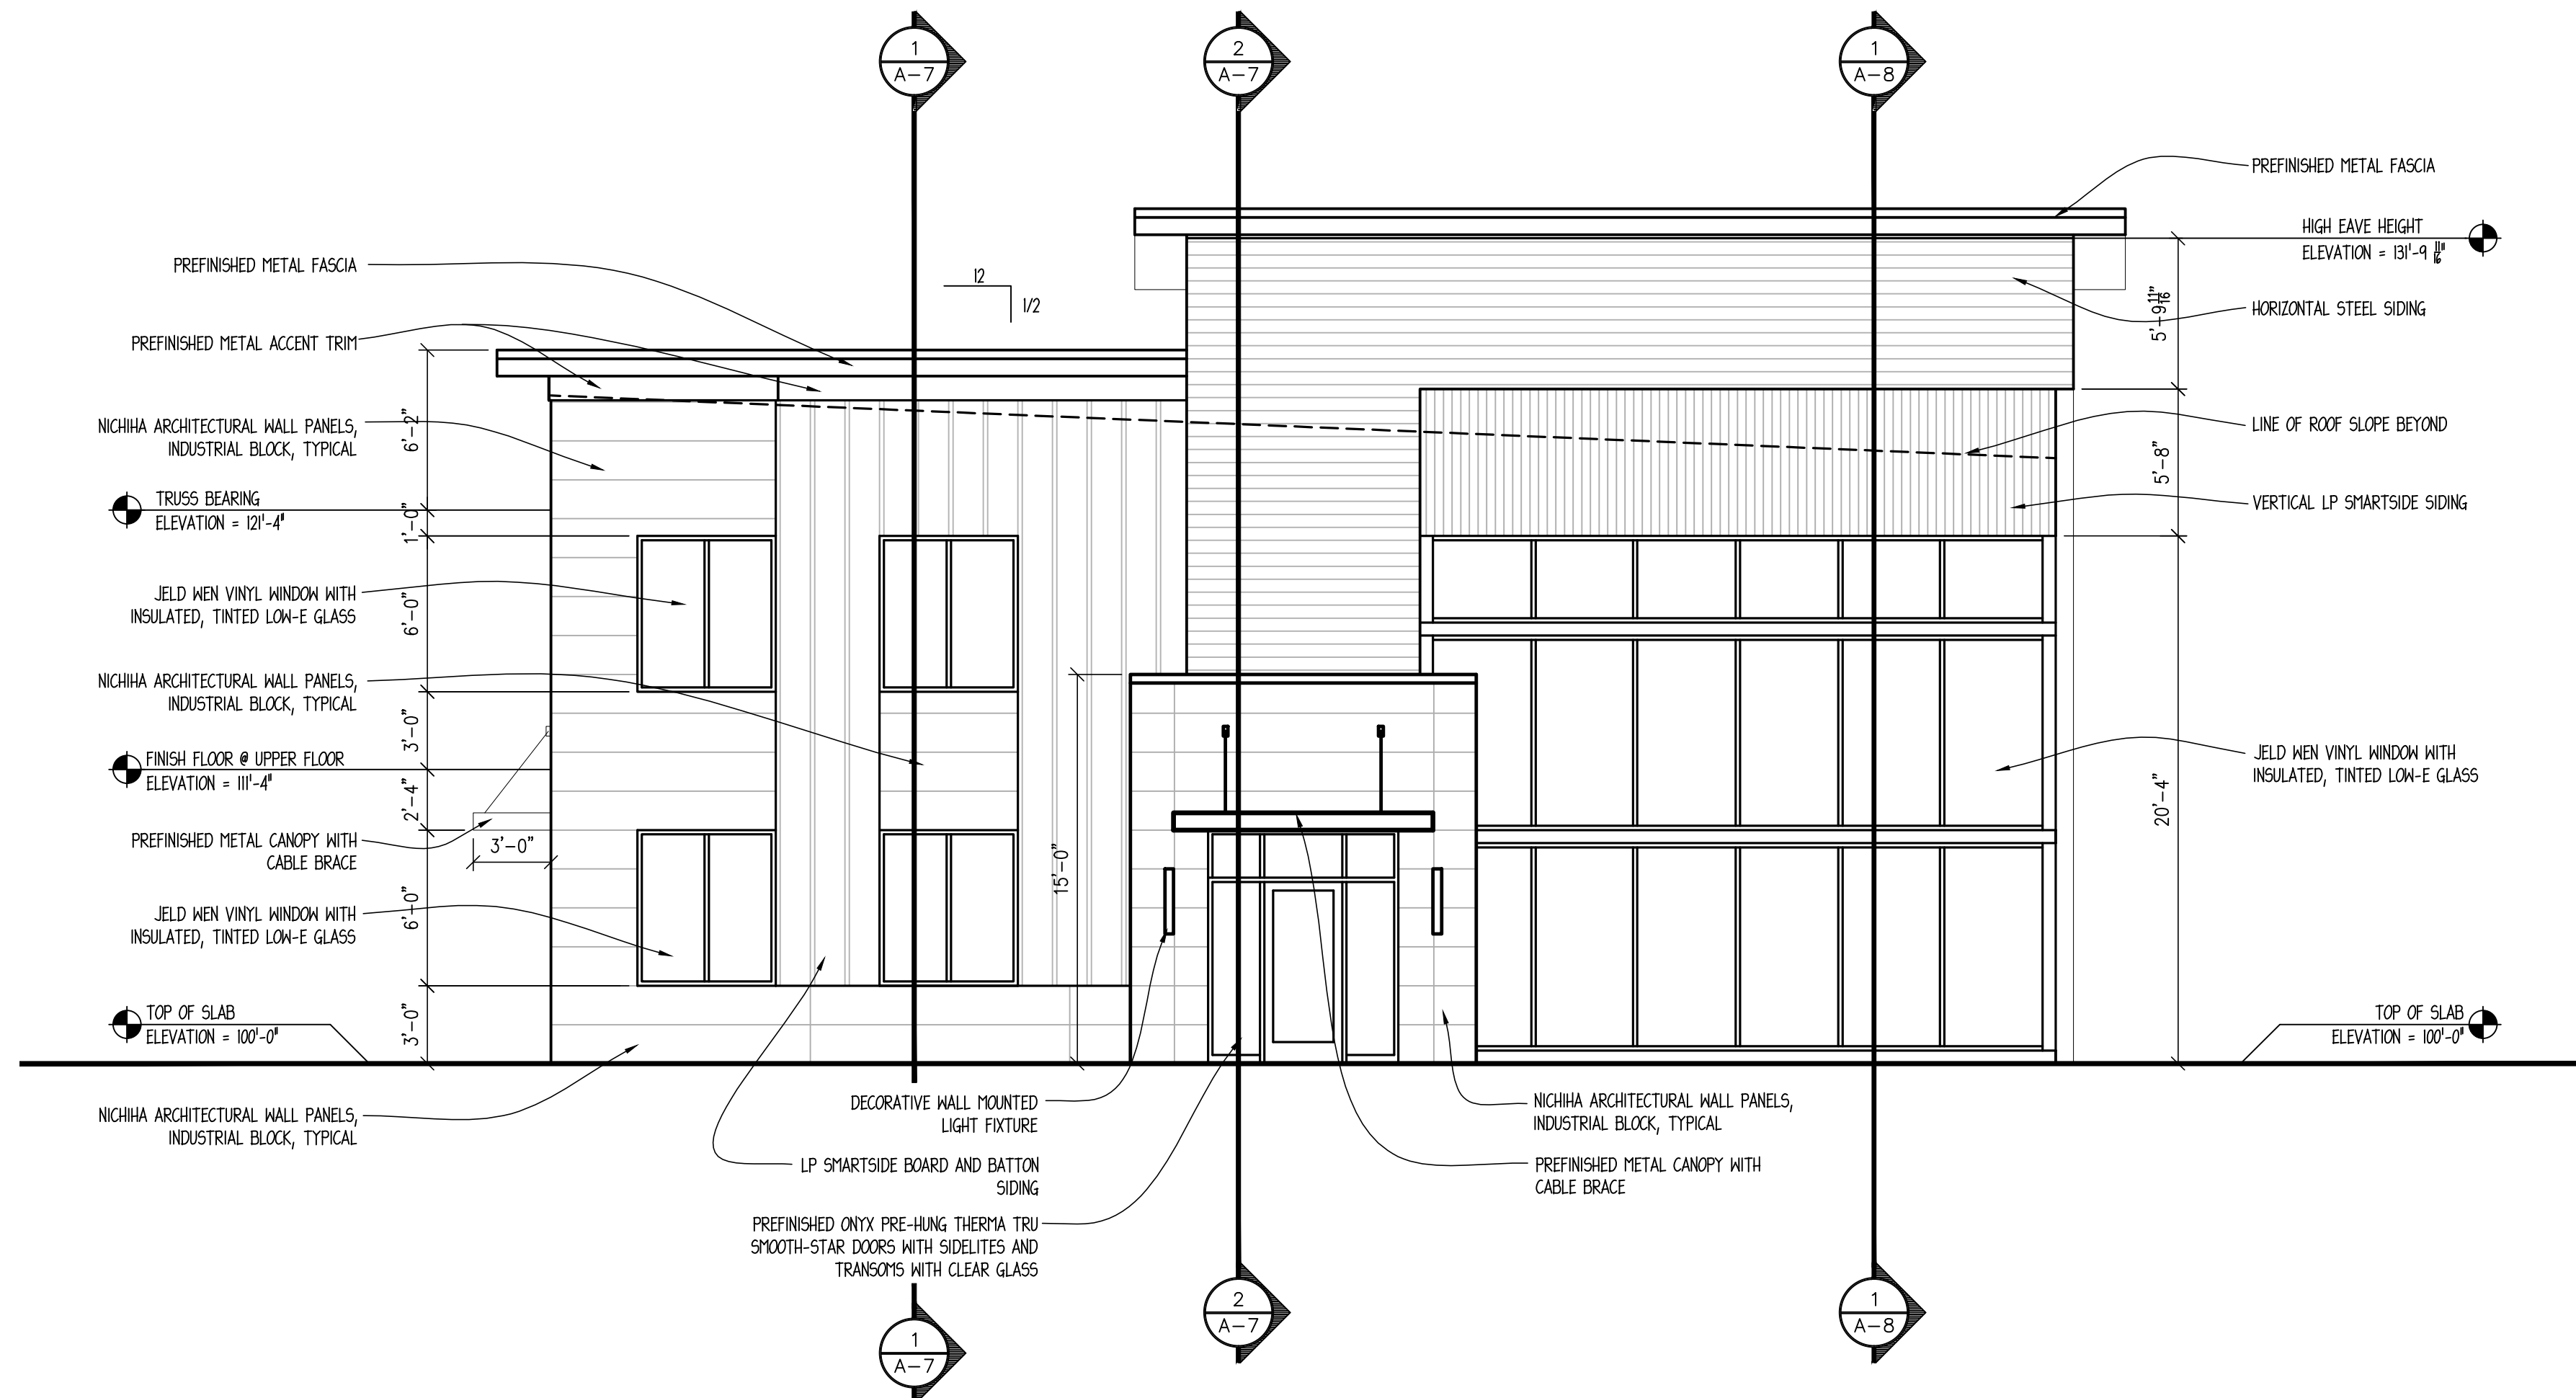 1
A-7
2
A-7
1
A-8
PREFINISHED METAL FASCIA
HIGH EAVE HEIGHT
ELEVATION = 131'-9 11/16"
PREFINISHED METAL FASCIA
12
1/2
5'-9 11/16"
HORIZONTAL STEEL SIDING
PREFINISHED METAL ACCENT TRIM
6'-2"
NICHIHA ARCHITECTURAL WALL PANELS,
INDUSTRIAL BLOCK, TYPICAL
LINE OF ROOF SLOPE BEYOND
5'-8"
TRUSS BEARING
ELEVATION = 121'-4"
1'-0"
VERTICAL LP SMARTSIDE SIDING
JELD WEN VINYL WINDOW WITH
INSULATED, TINTED LOW-E GLASS
6'-0"
NICHIHA ARCHITECTURAL WALL PANELS,
INDUSTRIAL BLOCK, TYPICAL
3'-0"
FINISH FLOOR @ UPPER FLOOR
ELEVATION = 111'-4"
2'-4"
JELD WEN VINYL WINDOW WITH
INSULATED, TINTED LOW-E GLASS
20'-4"
PREFINISHED METAL CANOPY WITH
CABLE BRACE
3'-0"
15'-0"
JELD WEN VINYL WINDOW WITH
INSULATED, TINTED LOW-E GLASS
6'-0"
TOP OF SLAB
ELEVATION = 100'-0"
3'-0"
TOP OF SLAB
ELEVATION = 100'-0"
NICHIHA ARCHITECTURAL WALL PANELS,
INDUSTRIAL BLOCK, TYPICAL
DECORATIVE WALL MOUNTED
LIGHT FIXTURE
NICHIHA ARCHITECTURAL WALL PANELS,
INDUSTRIAL BLOCK, TYPICAL
LP SMARTSIDE BOARD AND BATTON
SIDING
PREFINISHED METAL CANOPY WITH
CABLE BRACE
PREFINISHED ONYX PRE-HUNG THERMA TRU
SMOOTH-STAR DOORS WITH SIDELITES AND
TRANSOMS WITH CLEAR GLASS
1
A-7
2
A-7
1
A-8